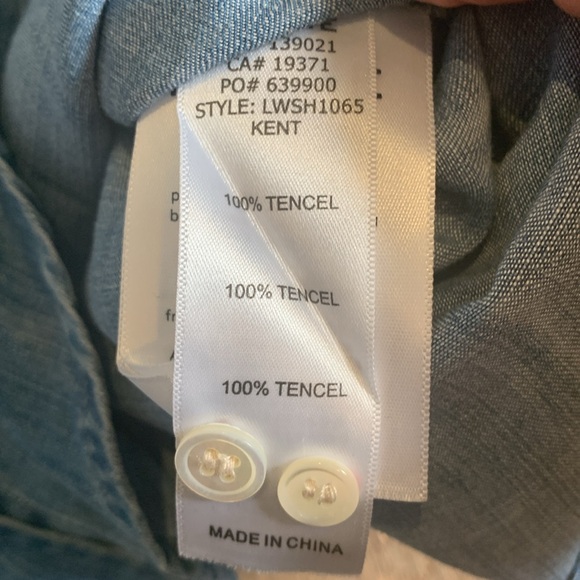 139021
CA# 19371
PO# 639900
STYLE: LWSH1065
KENT
100% TENCEL
100% TENCEL
100% TENCEL
MADE IN CHINA